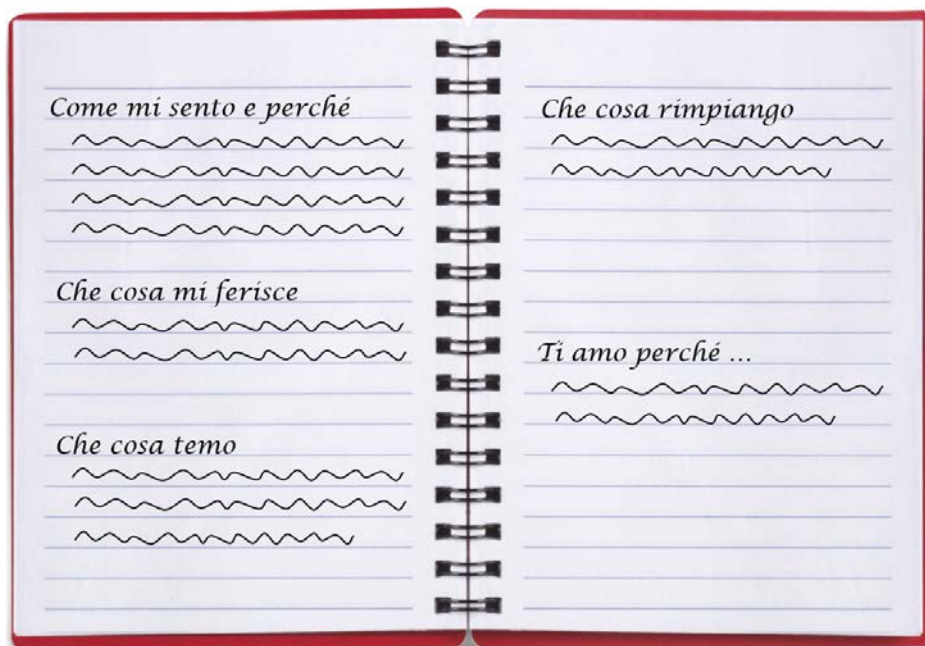 Come mi sento e perché
Che cosa mi ferisce
Che cosa temo
Che cosa rimpiango
Ti amo perché ...